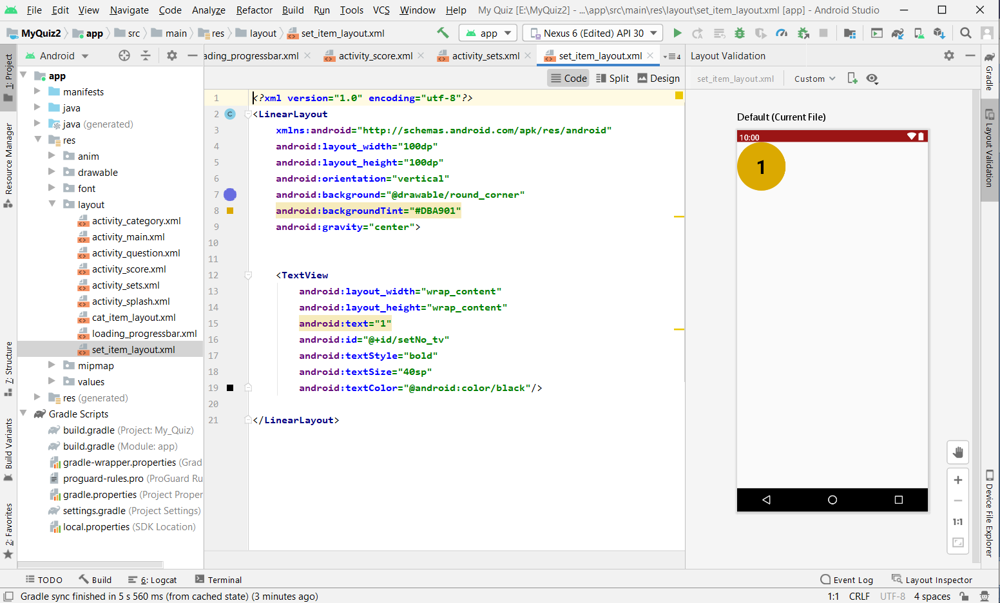 File Edit View Navigate Code Analyze Refactor Build Run Tools VCS Window Help My Quiz [E:\MyQuiz2] - ...\app\src\main\res\layout\set_item_layout.xml [app] - Android Studio
MyQuiz2 app src main res layout set_item_layout.xml app Nexus 6 (Edited) API 30
Android
ading_progressbar.xml activity_score.xml activity_sets.xml set_item_layout.xml 4
Layout Validation
Code Split Design
set_item_layout.xml Custom
1: Project
Resource Manager
7: Structure
Build Variants
2: Favorites
app
manifests
java
java (generated)
res
anim
drawable
font
layout
activity_category.xml
activity_main.xml
activity_question.xml
activity_score.xml
activity_sets.xml
activity_splash.xml
cat_item_layout.xml
loading_progressbar.xml
set_item_layout.xml
mipmap
values
res (generated)
Gradle Scripts
build.gradle (Project: My_Quiz)
build.gradle (Module: app)
gradle-wrapper.properties (Grad
proguard-rules.pro (ProGuard Ru
gradle.properties (Project Proper
settings.gradle (Project Settings)
local.properties (SDK Location)
1 <?xml version="1.0" encoding="utf-8"?>
2 C <LinearLayout
3 xmlns:android="http://schemas.android.com/apk/res/android"
4 android:layout_width="100dp"
5 android:layout_height="100dp"
6 android:orientation="vertical"
7 android:background="@drawable/round_corner"
8 android:backgroundTint="#DBA901"
9 android:gravity="center">
10
11
12 <TextView
13 android:layout_width="wrap_content"
14 android:layout_height="wrap_content"
15 android:text="1"
16 android:id="@+id/setNo_tv"
17 android:textStyle="bold"
18 android:textSize="40sp"
19 android:textColor="@android:color/black"/>
20
21 </LinearLayout>
Default (Current File)
10:00
1
1:1
Gradle
Layout Validation
Device File Explorer
TODO Build 6: Logcat Terminal Event Log Layout Inspector
Gradle sync finished in 5 s 560 ms (from cached state) (3 minutes ago) 1:1 CRLF UTF-8 4 spaces